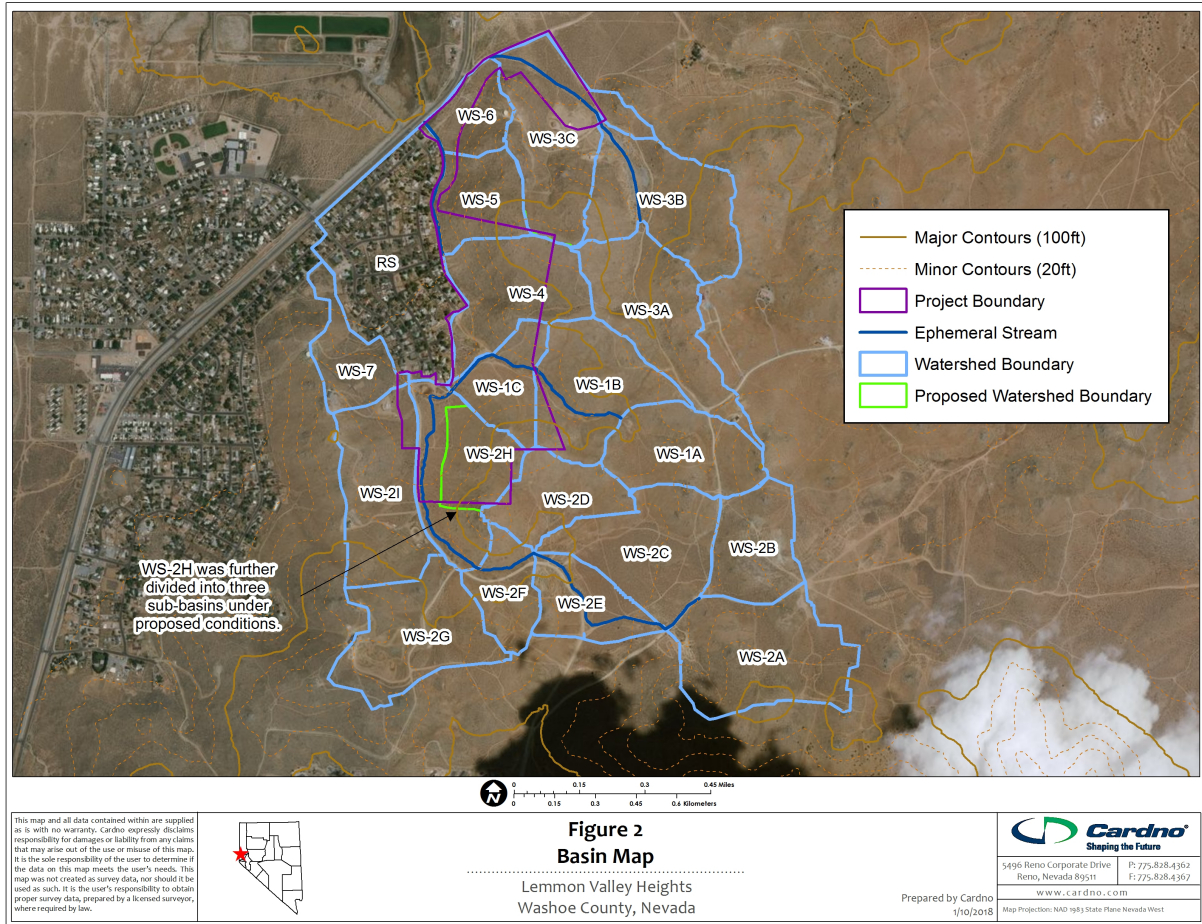 WS-6
WS-3C
WS-5
WS-3B
RS
WS-4
WS-3A
WS-7
WS-1C
WS-1B
WS-2H
WS-1A
WS-2I
WS-2D
WS-2C
WS-2B
WS-2F
WS-2E
WS-2G
WS-2A
WS-2H was further
divided into three
sub-basins under
proposed conditions.
Major Contours (100ft)
Minor Contours (20ft)
Project Boundary
Ephemeral Stream
Watershed Boundary
Proposed Watershed Boundary
N
0 0.15 0.3 0.45 Miles
0 0.15 0.3 0.45 0.6 Kilometers
This map and all data contained within are supplied
as is with no warranty. Cardno expressly disclaims
responsibility for damages or liability from any claims
that may arise out of the use or misuse of this map.
It is the sole responsibility of the user to determine if
the data on this map meets the user's needs. This
map was not created as survey data, nor should it be
used as such. It is the user's responsibility to obtain
proper survey data, prepared by a licensed surveyor,
where required by law.
Figure 2
Basin Map
Lemmon Valley Heights
Washoe County, Nevada
Prepared by Cardno
1/10/2018
Cardno®
Shaping the Future
5496 Reno Corporate Drive
Reno, Nevada 89511
P: 775.828.4362
F: 775.828.4367
www.cardno.com
Map Projection: NAD 1983 State Plane Nevada West